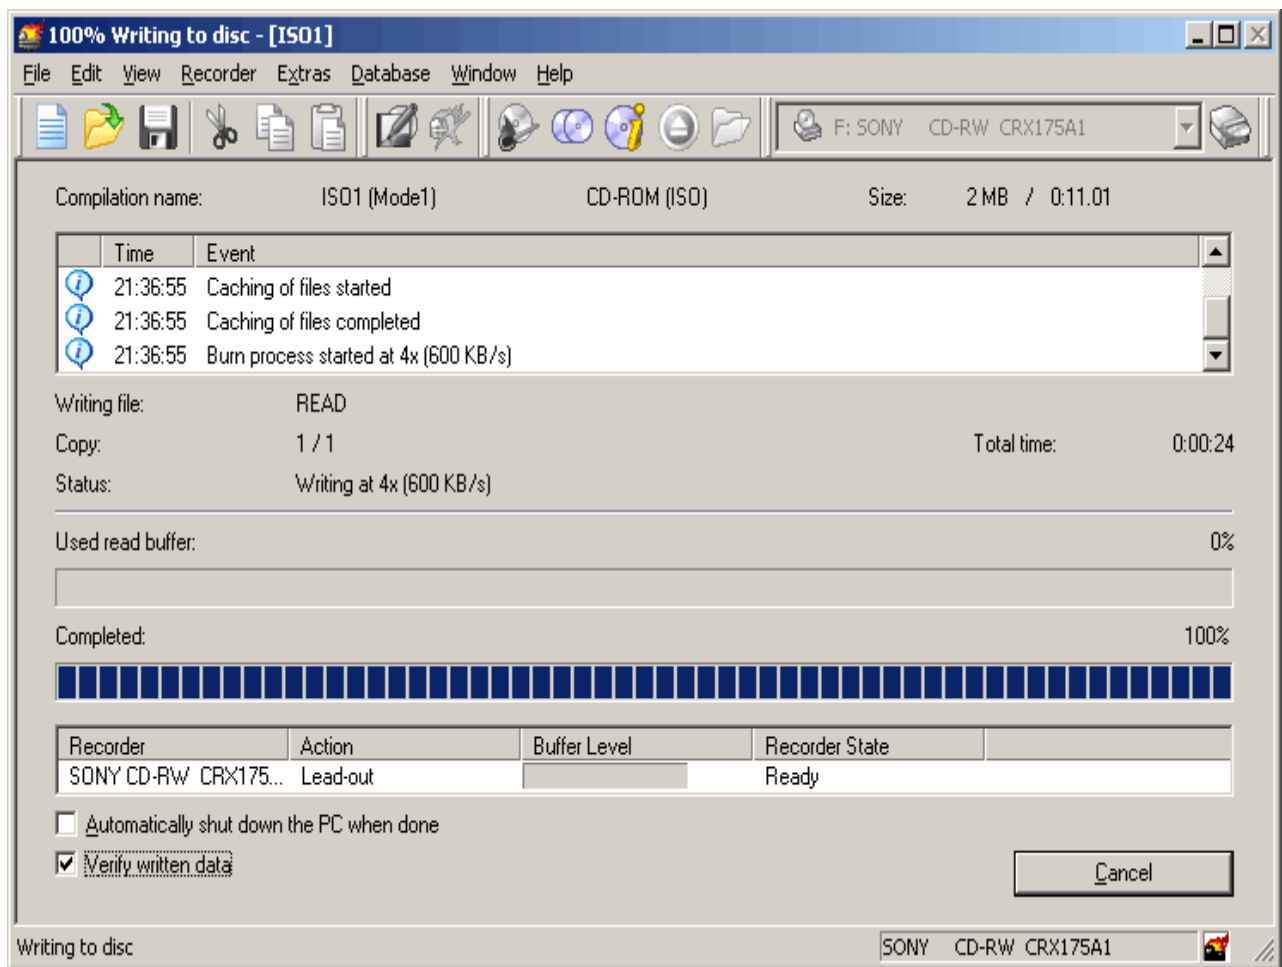 100% Writing to disc - [ISO1]
File Edit View Recorder Extras Database Window Help
F: SONY CD-RW CRX175A1
Compilation name: ISO1 (Mode1) CD-ROM (ISO) Size: 2 MB / 0:11.01
Time Event
21:36:55 Caching of files started
21:36:55 Caching of files completed
21:36:55 Burn process started at 4x (600 KB/s)
Writing file: READ
Copy: 1 / 1 Total time: 0:00:24
Status: Writing at 4x (600 KB/s)
Used read buffer: 0%
Completed: 100%
Recorder Action Buffer Level Recorder State
SONY CD-RW CRX175... Lead-out Ready
Automatically shut down the PC when done
Verify written data
Cancel
Writing to disc SONY CD-RW CRX175A1